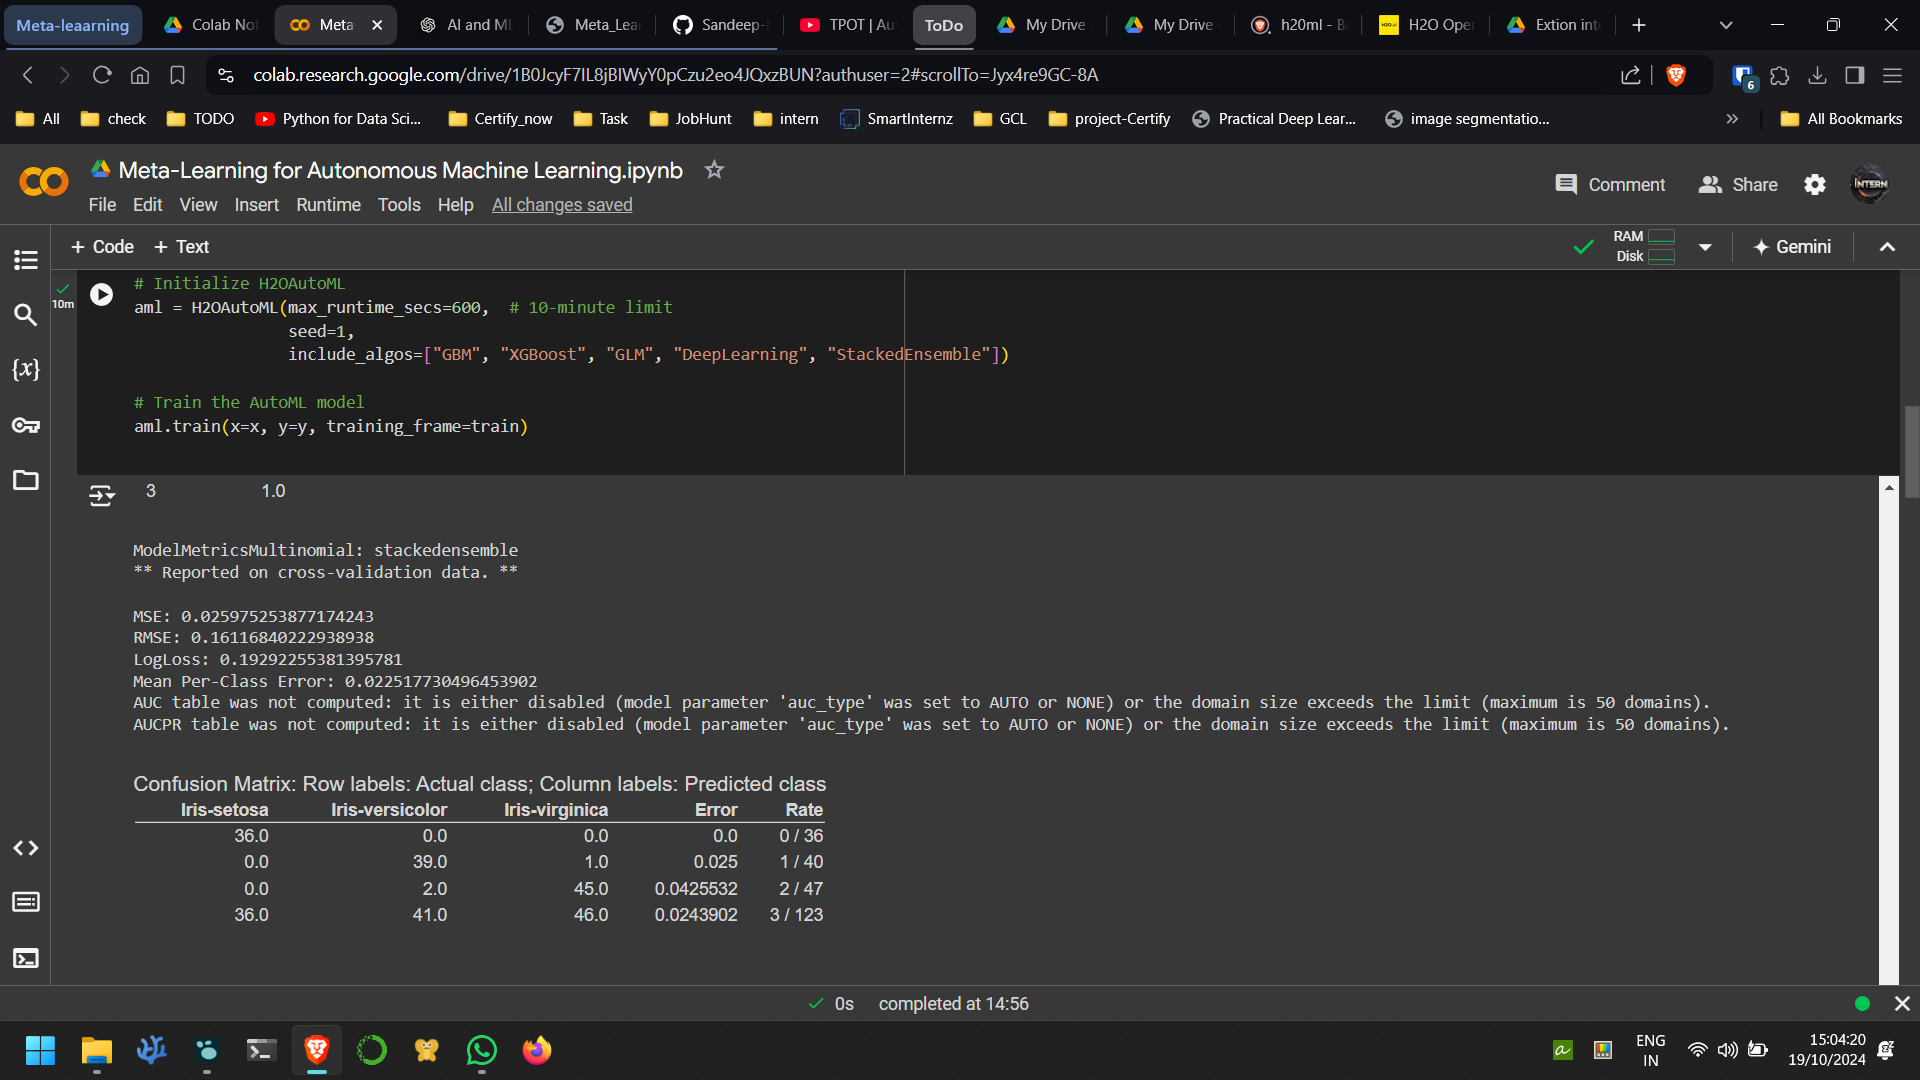 Meta-leaarning
Colab Not
Meta-
AI and ML
Meta_Lear
Sandeep-
TPOT | Au
ToDo
My Drive
My Drive
h20ml - B
H2O Ope
Extion int
colab.research.google.com/drive/1B0JcyF7IL8jBIWyY0pCzu2eo4JQxzBUN?authuser=2#scrollTo=Jyx4re9GC-8A
6
All
check
TODO
Python for Data Sci...
Certify_now
Task
JobHunt
intern
SmartInternz
GCL
project-Certify
Practical Deep Lear...
image segmentatio...
All Bookmarks
Meta-Learning for Autonomous Machine Learning.ipynb
File Edit View Insert Runtime Tools Help All changes saved
Comment
Share
INTERN
+ Code + Text
RAM
Disk
Gemini
10m
# Initialize H2OAutoML
aml = H2OAutoML(max_runtime_secs=600,  # 10-minute limit
seed=1,
include_algos=["GBM", "XGBoost", "GLM", "DeepLearning", "StackedEnsemble"])
# Train the AutoML model
aml.train(x=x, y=y, training_frame=train)
{x}
3 1.0
ModelMetricsMultinomial: stackedensemble
** Reported on cross-validation data. **
MSE: 0.025975253877174243
RMSE: 0.16116840222938938
LogLoss: 0.19292255381395781
Mean Per-Class Error: 0.022517730496453902
AUC table was not computed: it is either disabled (model parameter 'auc_type' was set to AUTO or NONE) or the domain size exceeds the limit (maximum is 50 domains).
AUCPR table was not computed: it is either disabled (model parameter 'auc_type' was set to AUTO or NONE) or the domain size exceeds the limit (maximum is 50 domains).
Confusion Matrix: Row labels: Actual class; Column labels: Predicted class
Iris-setosa Iris-versicolor Iris-virginica Error Rate
36.0 0.0 0.0 0.0 0 / 36
0.0 39.0 1.0 0.025 1 / 40
0.0 2.0 45.0 0.0425532 2 / 47
36.0 41.0 46.0 0.0243902 3 / 123
0s completed at 14:56
ENG
IN
15:04:20
19/10/2024